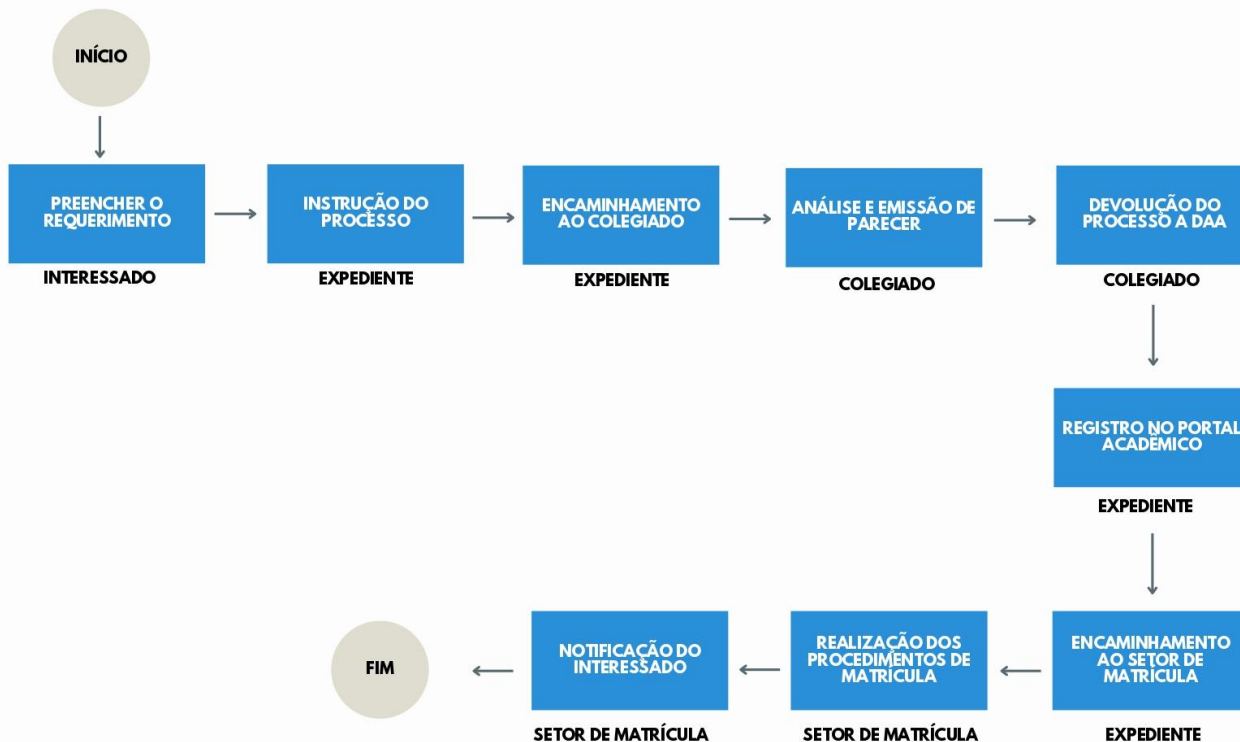 INÍCIO
PREENCHER O
REQUERIMENTO
INTERESSADO
INSTRUÇÃO DO
PROCESSO
EXPEDIENTE
ENCAMINHAMENTO
AO COLEGIADO
EXPEDIENTE
ANÁLISE E EMISSÃO DE
PARECER
COLEGIADO
DEVOLUÇÃO DO
PROCESSO A DAA
COLEGIADO
REGISTRO NO PORTAL
ACADÊMICO
EXPEDIENTE
ENCAMINHAMENTO
AO SETOR DE
MATRÍCULA
EXPEDIENTE
REALIZAÇÃO DOS
PROCEDIMENTOS DE
MATRÍCULA
SETOR DE MATRÍCULA
NOTIFICAÇÃO DO
INTERESSADO
SETOR DE MATRÍCULA
FIM